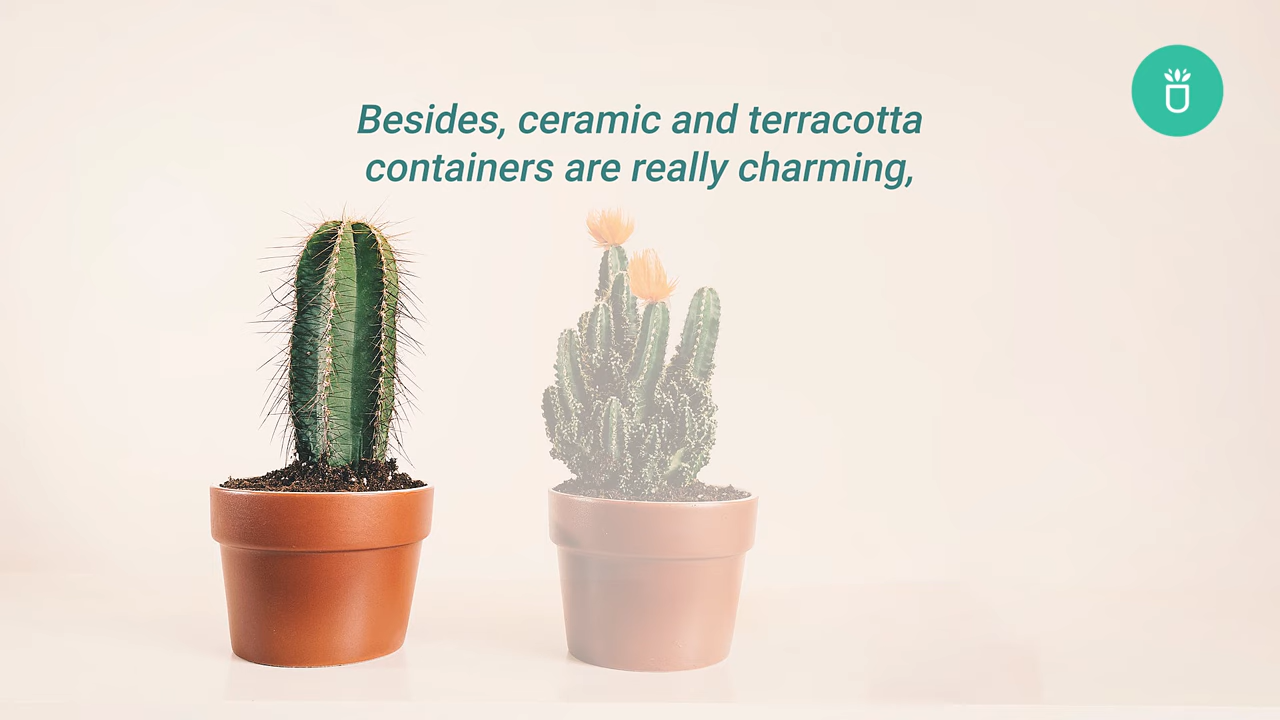 Besides, ceramic and terracotta
containers are really charming,